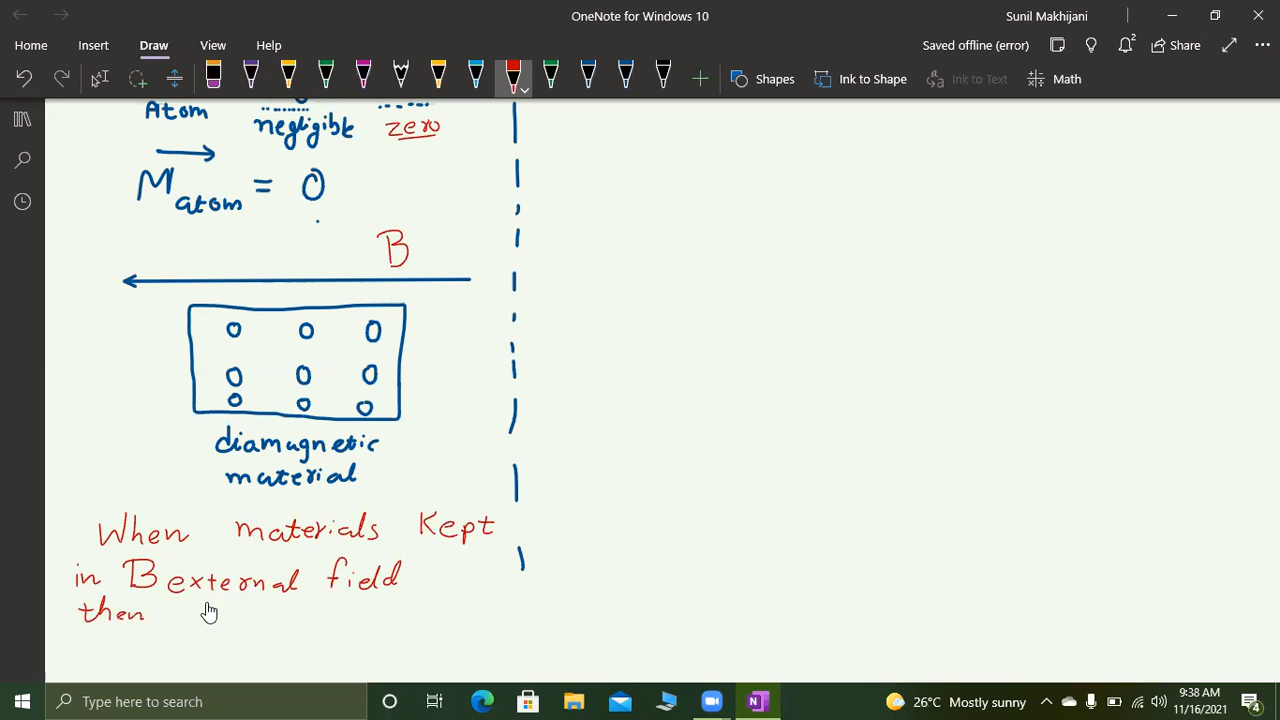 OneNote for Windows 10
Sunil Makhijani
Home Insert Draw View Help
Saved offline (error)
Share
Shapes
Ink to Shape
Ink to Text
Math
Atom negligible zero
M atom = 0
B
diamagnetic
material
When materials Kept
in B external field
then
Type here to search
26°C Mostly sunny
9:38 AM
11/16/2021
4